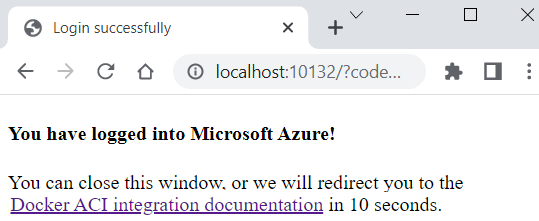 Login successfully
localhost:10132/?code...
You have logged into Microsoft Azure!
You can close this window, or we will redirect you to the
Docker ACI integration documentation in 10 seconds.